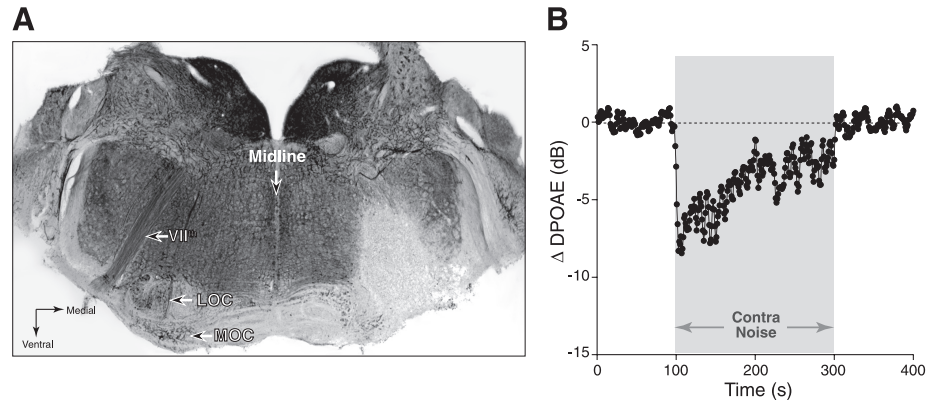 A
Midline
VII th
LOC
MOC
Medial
Ventral
B
Δ DPOAE (dB)
5
0
-5
-10
-15
Contra
Noise
0
100
200
300
400
Time (s)